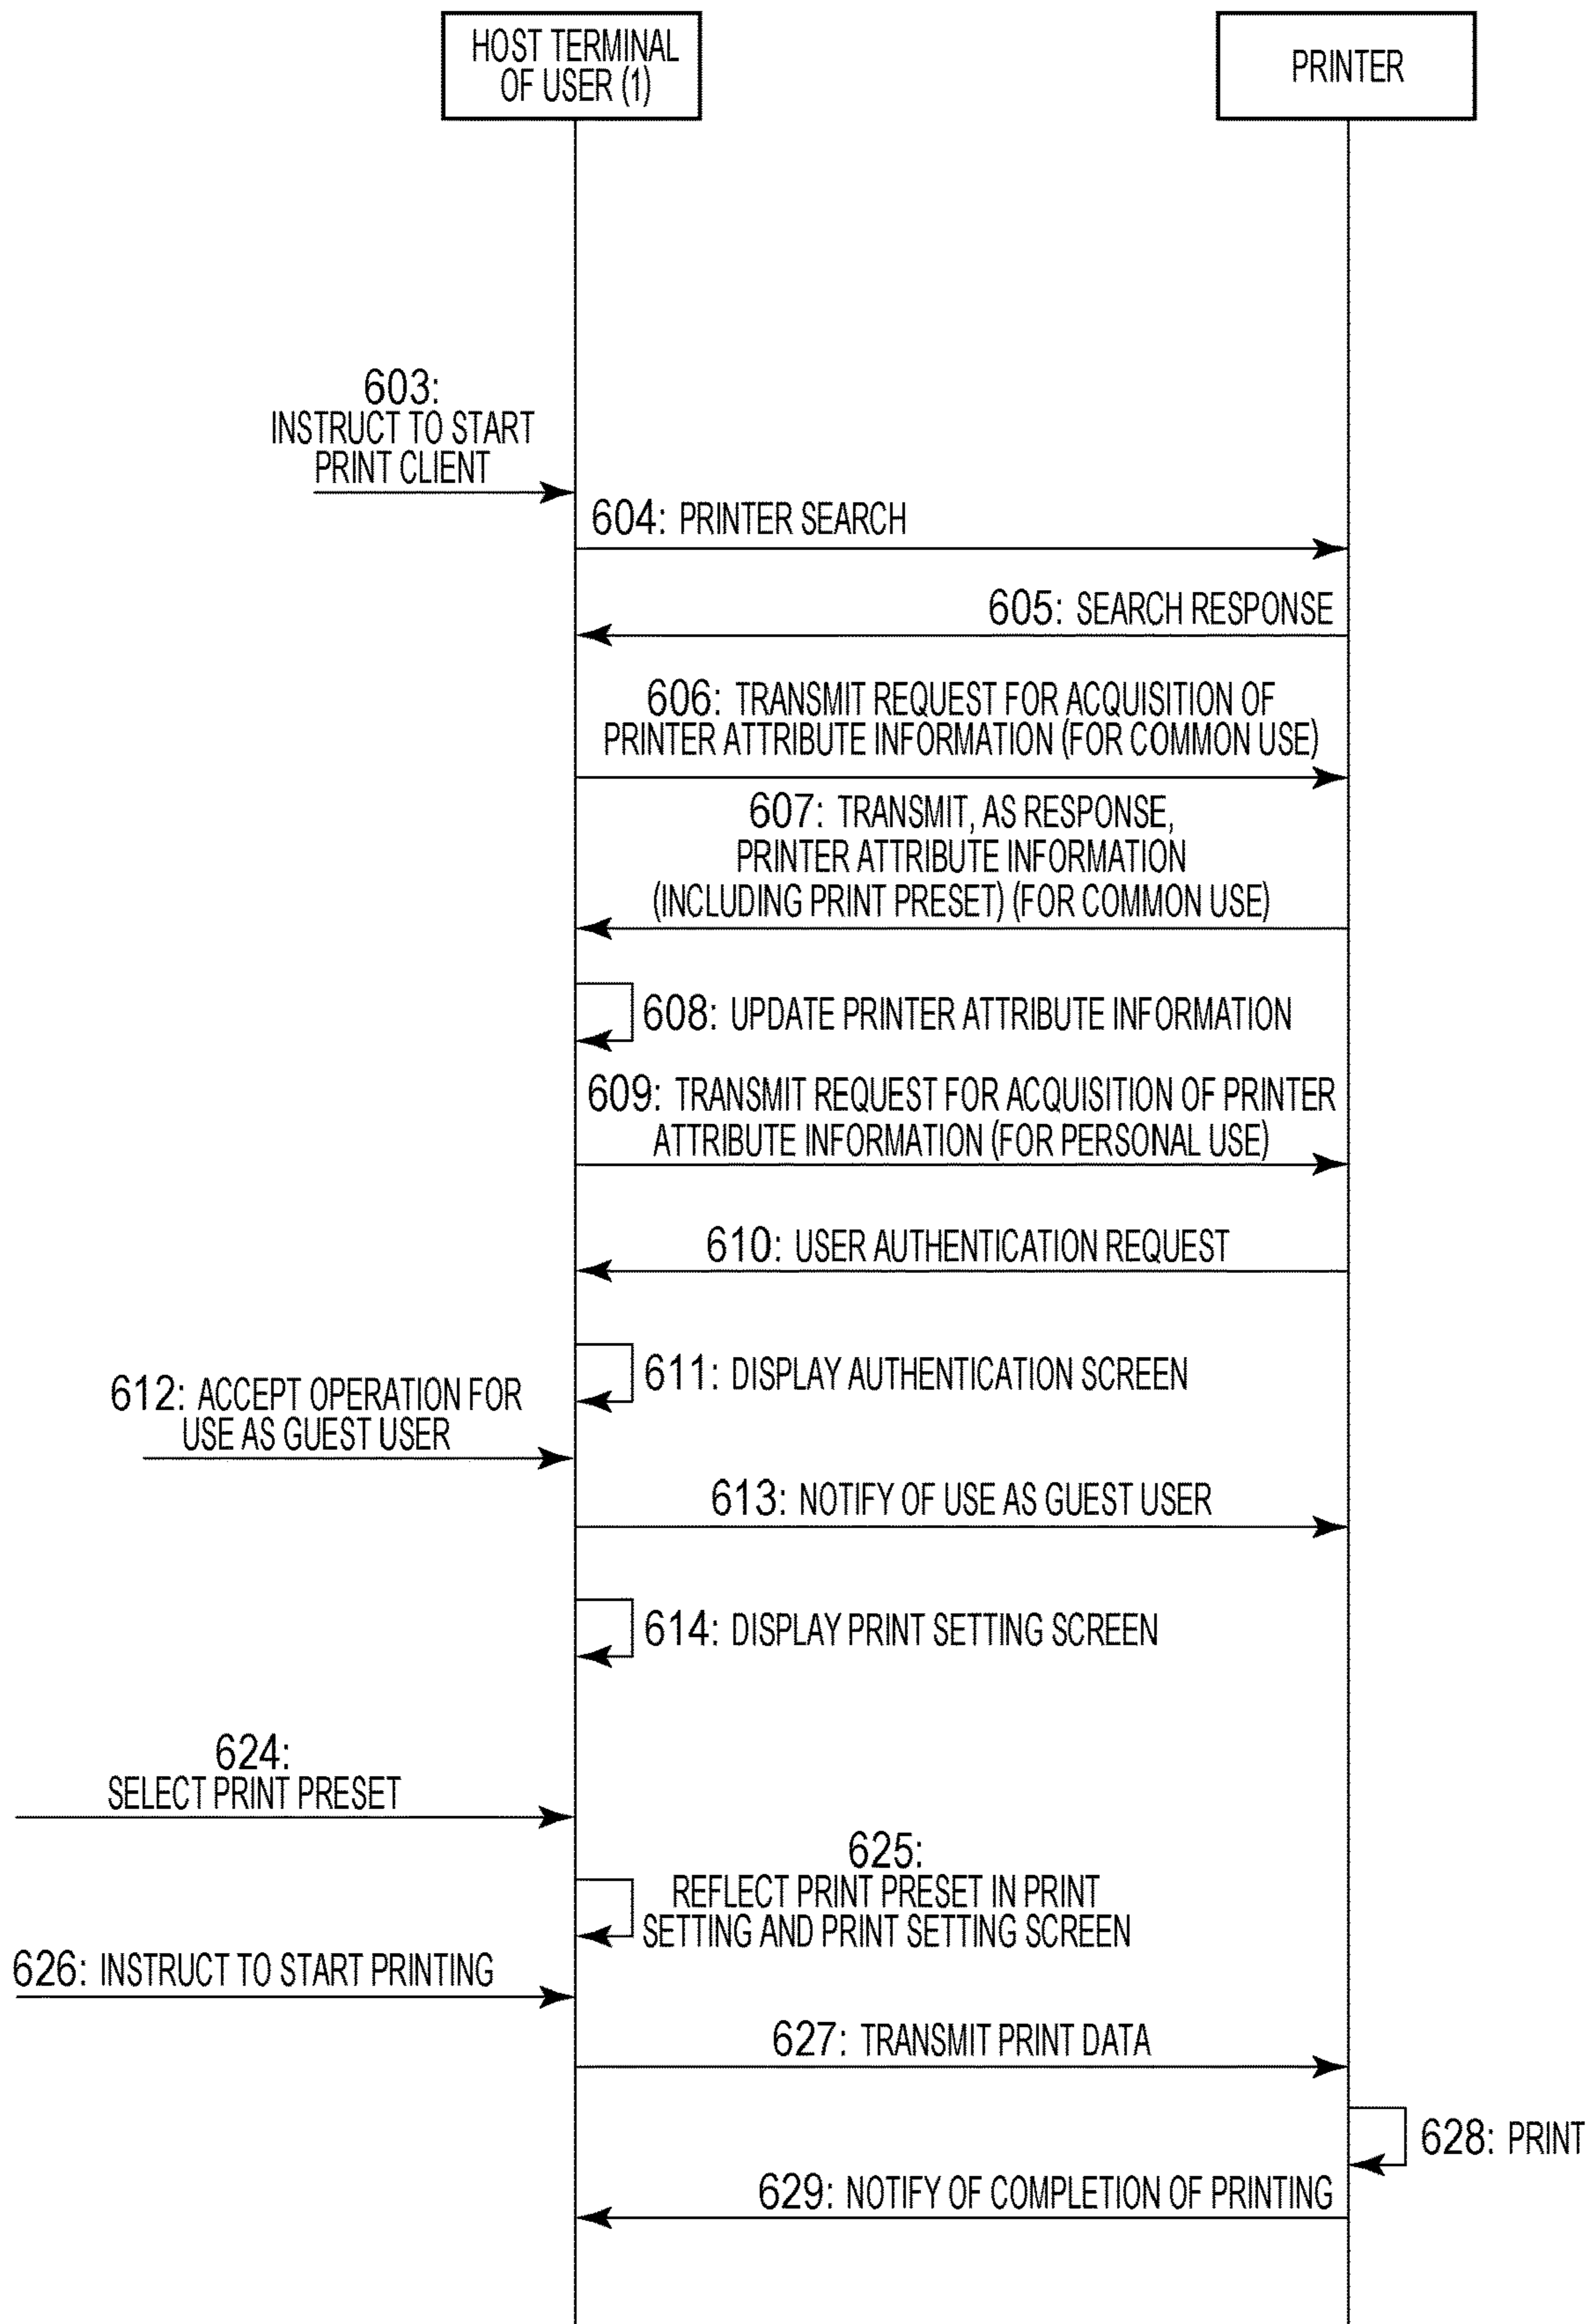 HOST TERMINAL
OF USER (1)
PRINTER
603:
INSTRUCT TO START
PRINT CLIENT
604: PRINTER SEARCH
605: SEARCH RESPONSE
606: TRANSMIT REQUEST FOR ACQUISITION OF
PRINTER ATTRIBUTE INFORMATION (FOR COMMON USE)
607: TRANSMIT, AS RESPONSE,
PRINTER ATTRIBUTE INFORMATION
(INCLUDING PRINT PRESET) (FOR COMMON USE)
608: UPDATE PRINTER ATTRIBUTE INFORMATION
609: TRANSMIT REQUEST FOR ACQUISITION OF PRINTER
ATTRIBUTE INFORMATION (FOR PERSONAL USE)
610: USER AUTHENTICATION REQUEST
611: DISPLAY AUTHENTICATION SCREEN
612: ACCEPT OPERATION FOR
USE AS GUEST USER
613: NOTIFY OF USE AS GUEST USER
614: DISPLAY PRINT SETTING SCREEN
624:
SELECT PRINT PRESET
625:
REFLECT PRINT PRESET IN PRINT
SETTING AND PRINT SETTING SCREEN
626: INSTRUCT TO START PRINTING
627: TRANSMIT PRINT DATA
628: PRINT
629: NOTIFY OF COMPLETION OF PRINTING